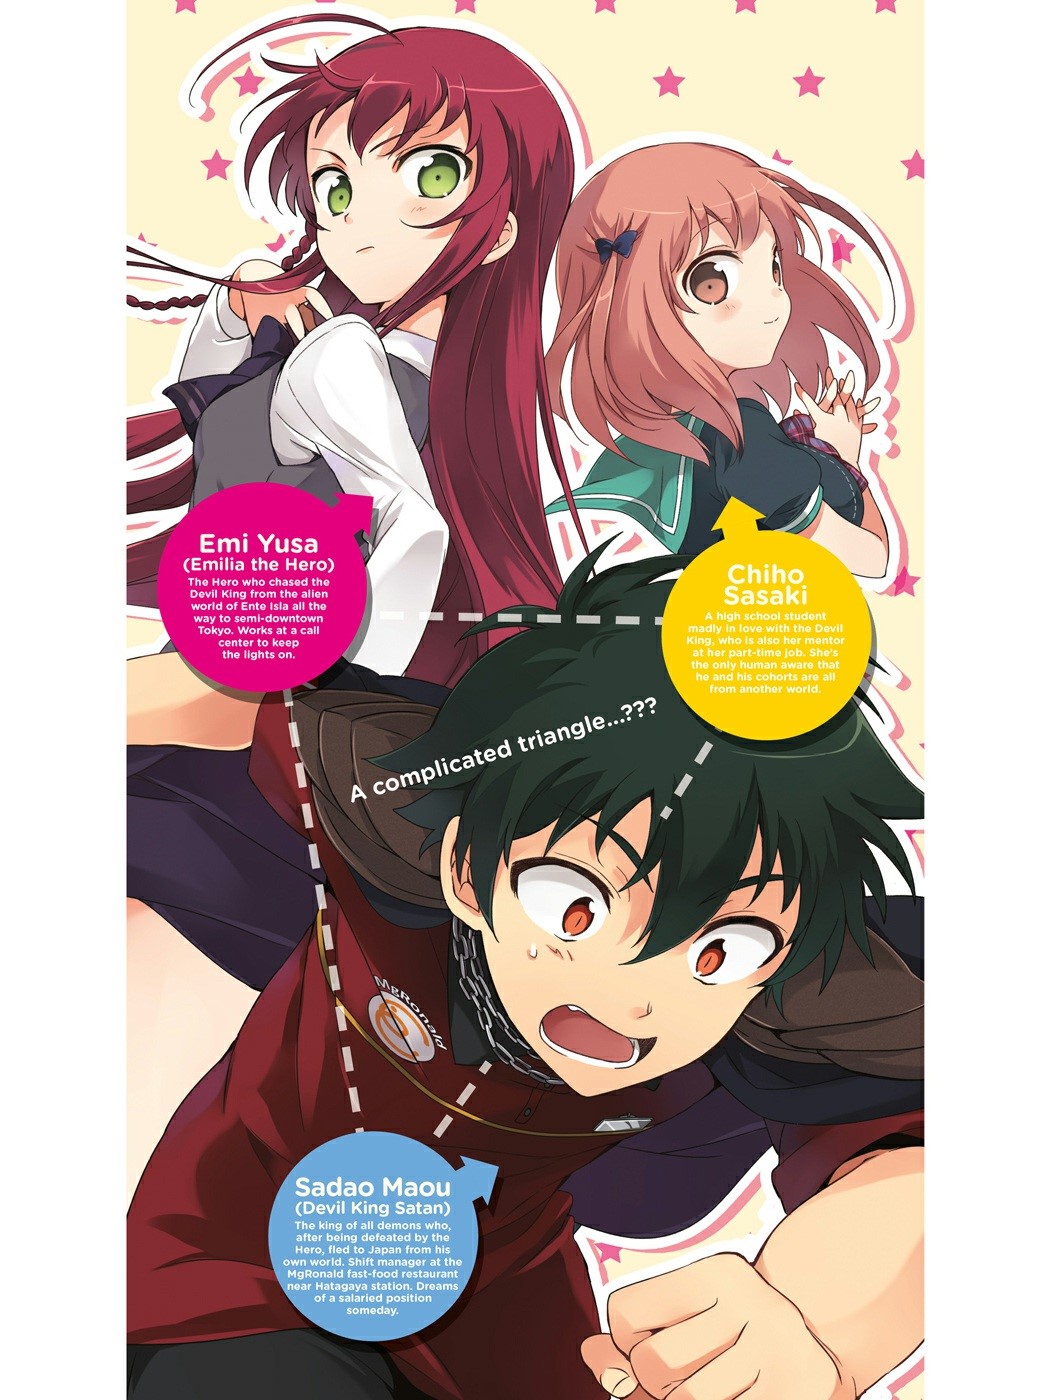 Emi Yusa
(Emilia the Hero)
The Hero who chased the
Devil King from the alien
world of Ente Isla all the
way to semi-downtown
Tokyo. Works at a call
center to keep
the lights on.
Chiho
Sasaki
A high school student
madly in love with the Devil
King, who is also her mentor
at her part-time job. She's
the only human aware that
he and his cohorts are all
from another world.
A complicated triangle...???
MgRonald
Sadao Maou
(Devil King Satan)
The king of all demons who,
after being defeated by the
Hero, fled to Japan from his
own world. Shift manager at the
MgRonald fast-food restaurant
near Hatagaya station. Dreams
of a salaried position
someday.